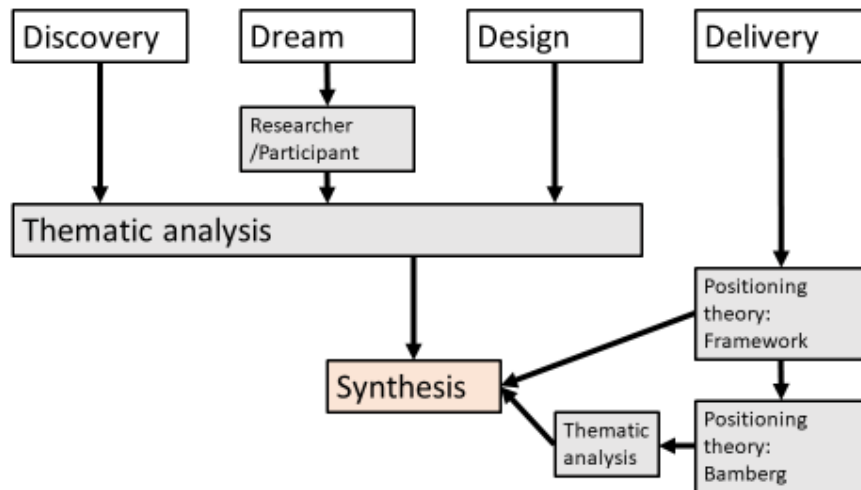 Discovery
Dream
Design
Delivery
Researcher
/Participant
Thematic analysis
Positioning
theory:
Framework
Synthesis
Thematic
analysis
Positioning
theory:
Bamberg